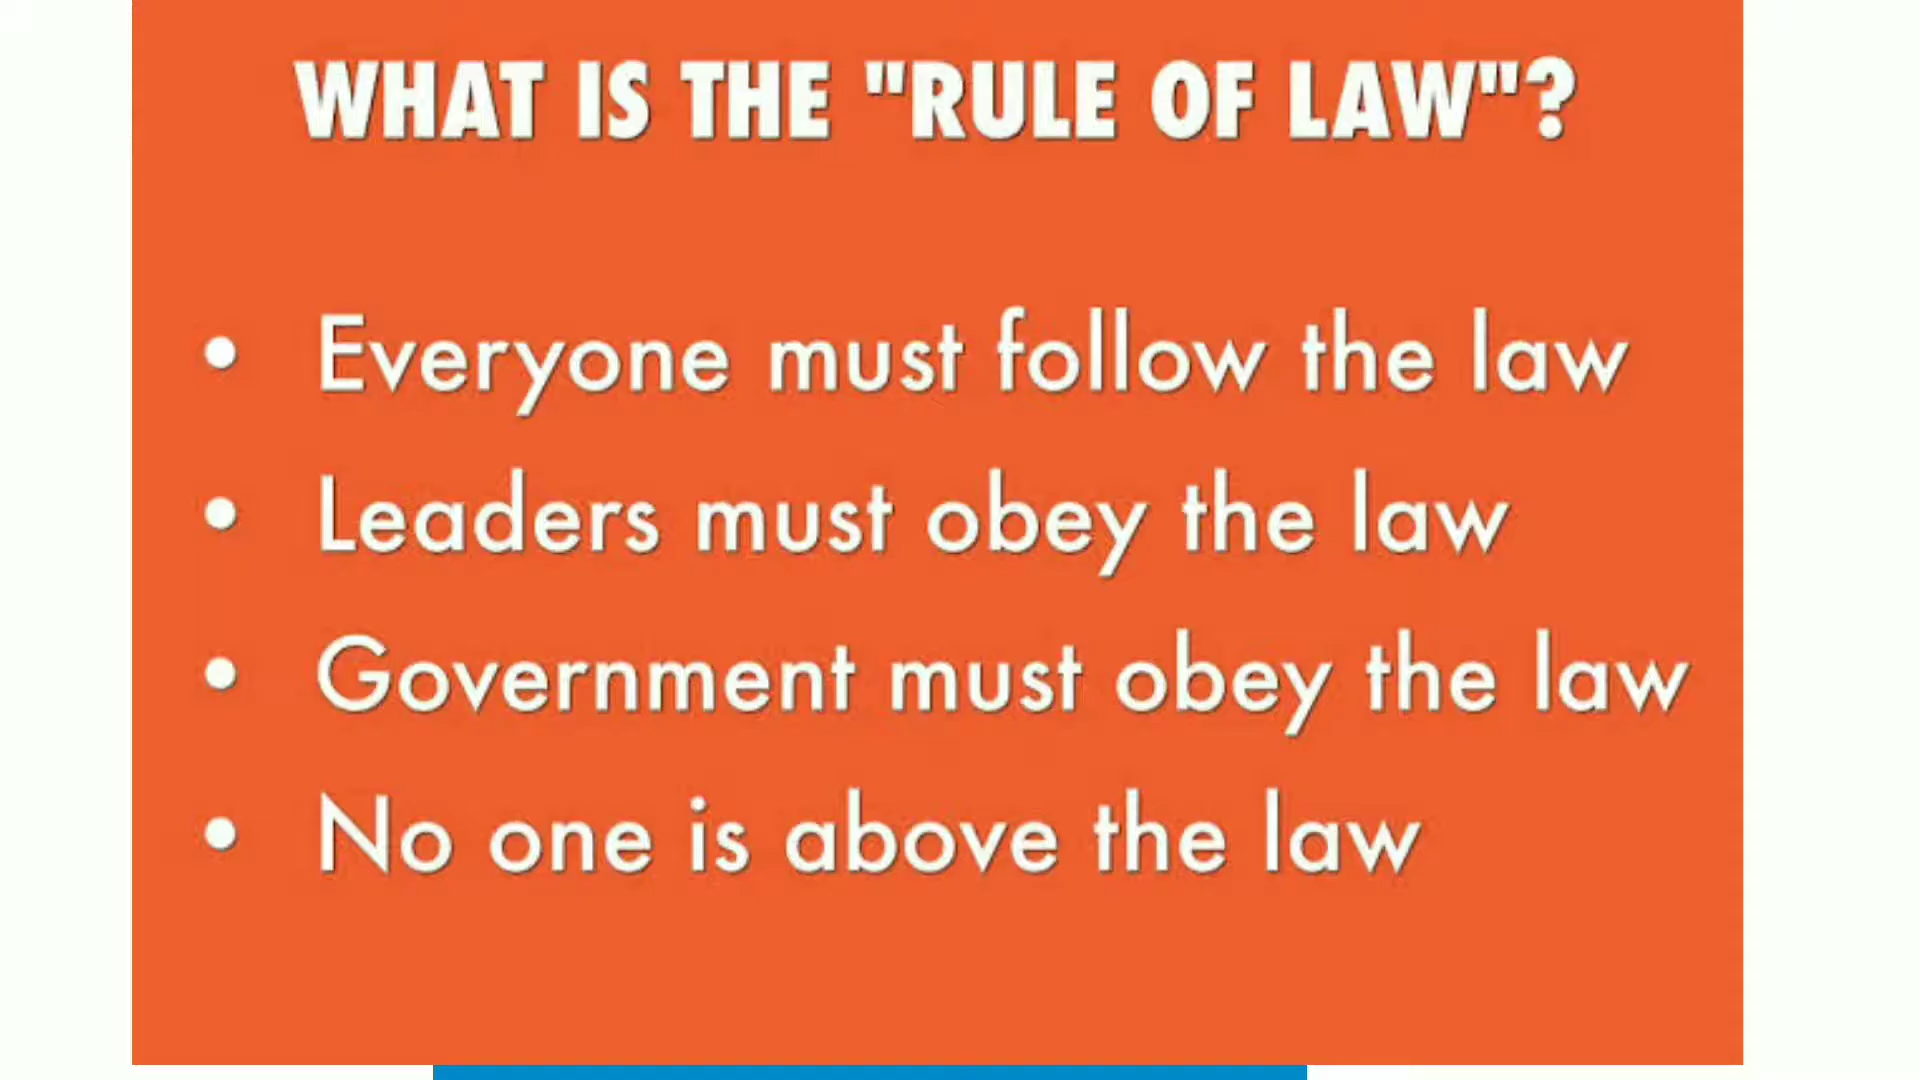 WHAT IS THE "RULE OF LAW"?
• Everyone must follow the law
• Leaders must obey the law
• Government must obey the law
• No one is above the law